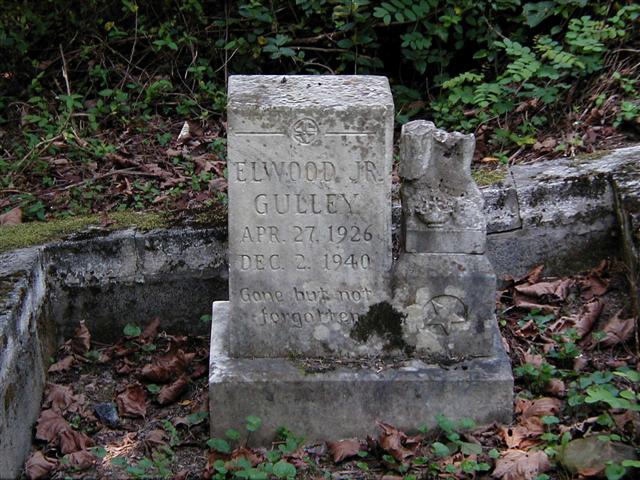 ELWOOD JR.
GULLEY
APR. 27. 1926
DEC. 2. 1940
Gone but not
forgotten